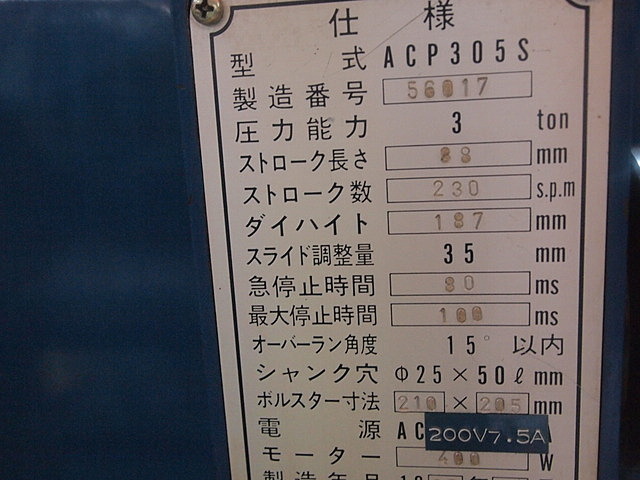 仕様
型式 ACP305S
製造番号 56017
圧力能力 3 ton
ストローク長さ mm
ストローク数 230 s.p.m
ダイハイト 187 mm
スライド調整量 35 mm
急停止時間 80 ms
最大停止時間 100 ms
オーバーラン角度 15° 以内
シャンク穴 Φ25×50ℓ mm
ボルスター寸法 210 × 205 mm
電源 AC 200V7.5A
モーター 400 W
製造年月